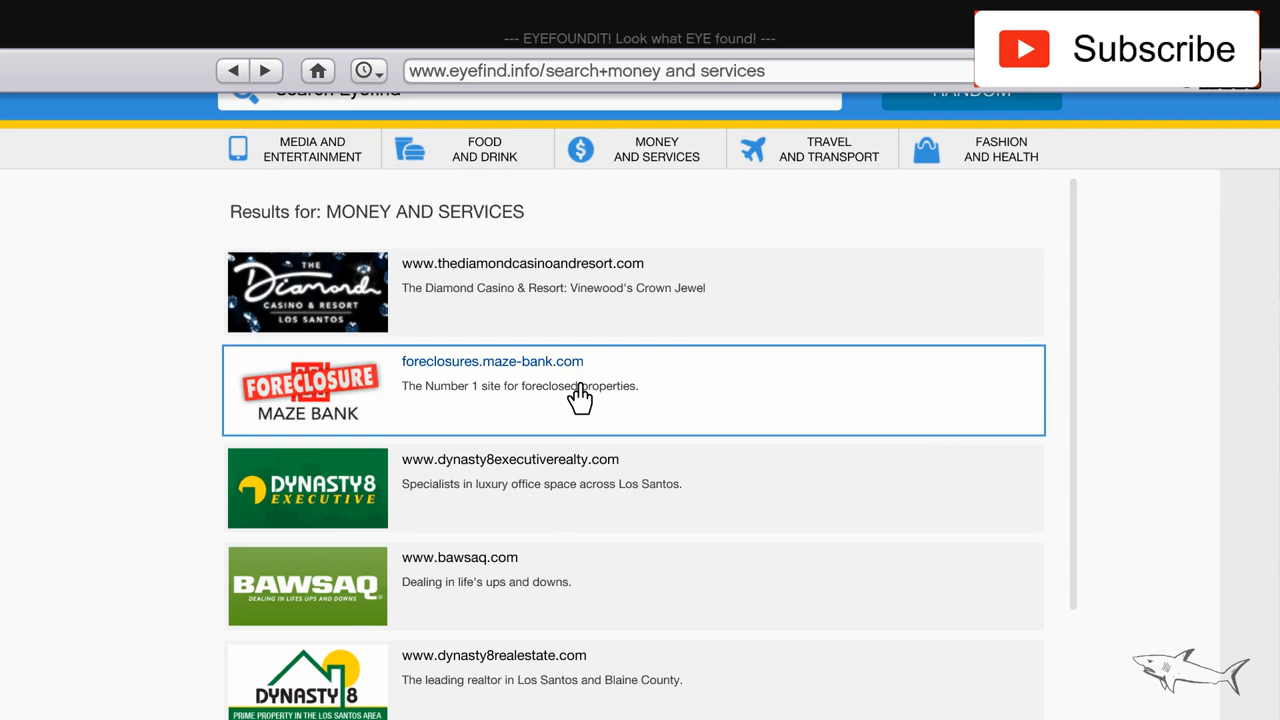 --- EYEFOUNDIT! Look what EYE found! ---
Subscribe
www.eyefind.info/search+money and services
Search Eyefind
RANDOM
MEDIA AND
ENTERTAINMENT
FOOD
AND DRINK
MONEY
AND SERVICES
TRAVEL
AND TRANSPORT
FASHION
AND HEALTH
Results for: MONEY AND SERVICES
THE
Diamond
CASINO & RESORT
LOS SANTOS
www.thediamondcasinoandresort.com
The Diamond Casino & Resort: Vinewood's Crown Jewel
FORECLOSURE
MAZE BANK
foreclosures.maze-bank.com
The Number 1 site for foreclosed properties.
DYNASTY8
EXECUTIVE
www.dynasty8executiverealty.com
Specialists in luxury office space across Los Santos.
BAWSAQ
DEALING IN LIFES UPS AND DOWNS
www.bawsaq.com
Dealing in life's ups and downs.
DYNASTY 8
PRIME PROPERTY IN THE LOS SANTOS AREA
www.dynasty8realestate.com
The leading realtor in Los Santos and Blaine County.